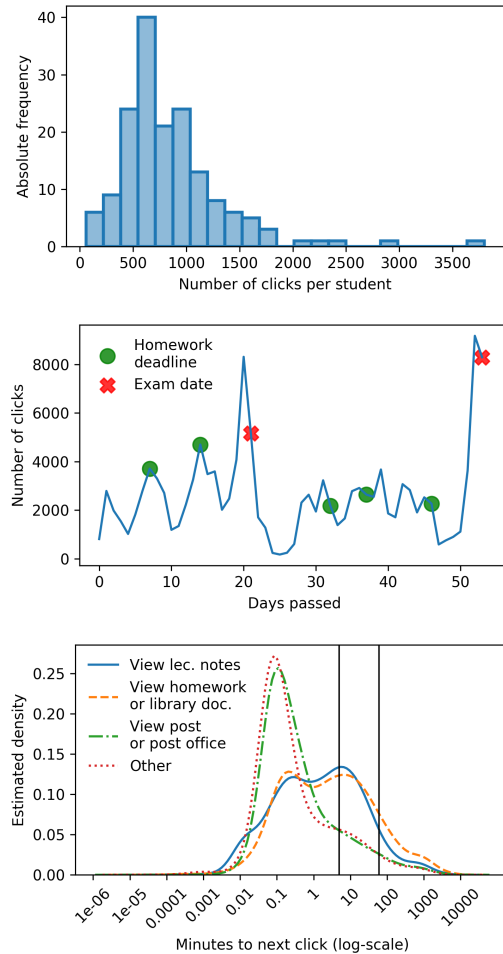 40
30
20
10
0
Absolute frequency
0 500 1000 1500 2000 2500 3000 3500
Number of clicks per student
Homework
deadline
Exam date
8000
6000
4000
2000
0
Number of clicks
0 10 20 30 40 50
Days passed
View lec. notes
View homework
or library doc.
View post
or post office
Other
0.25
0.20
0.15
0.10
0.05
0.00
Estimated density
1e-06 1e-05 0.0001 0.001 0.01 0.1 1 10 100 1000 10000
Minutes to next click (log-scale)